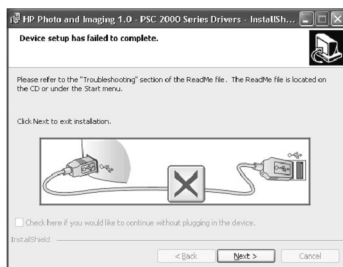 HP Photo and Imaging 1.0 - PSC 2000 Series Drivers - InstallSh...
Device setup has failed to complete.
Please refer to the "Troubleshooting" section of the ReadMe file. The ReadMe file is located on
the CD or under the Start menu.
Click Next to exit installation.
Check here if you would like to continue without plugging in the device.
InstallShield
< Back
Next >
Cancel